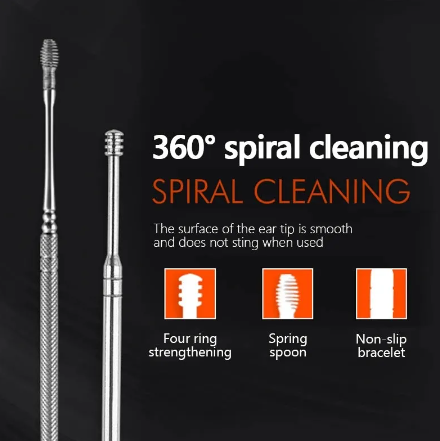 360° spiral cleaning
SPIRAL CLEANING
The surface of the ear tip is smooth
and does not sting when used
Four ring
strengthening
Spring
spoon
Non-slip
bracelet